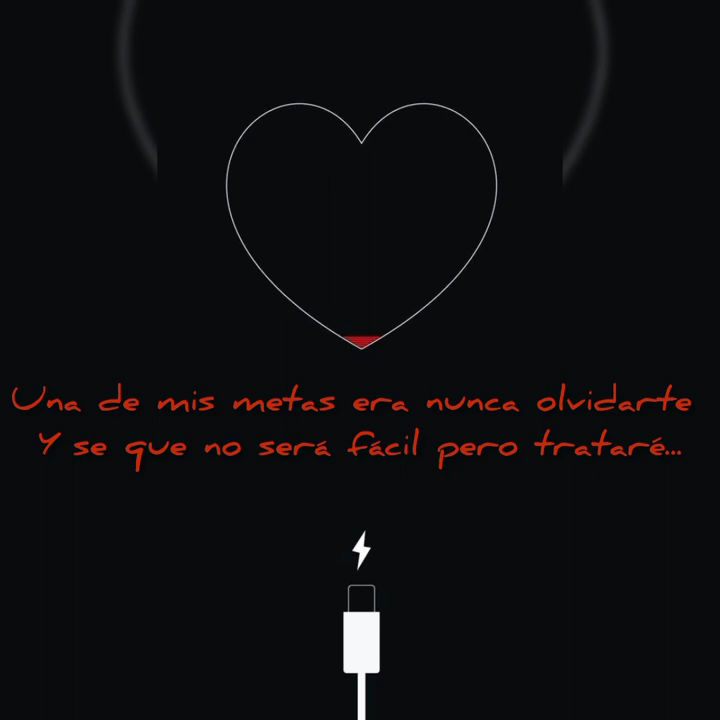 Una de mis metas era nunca olvidarte
Y se que no será fácil pero trataré...